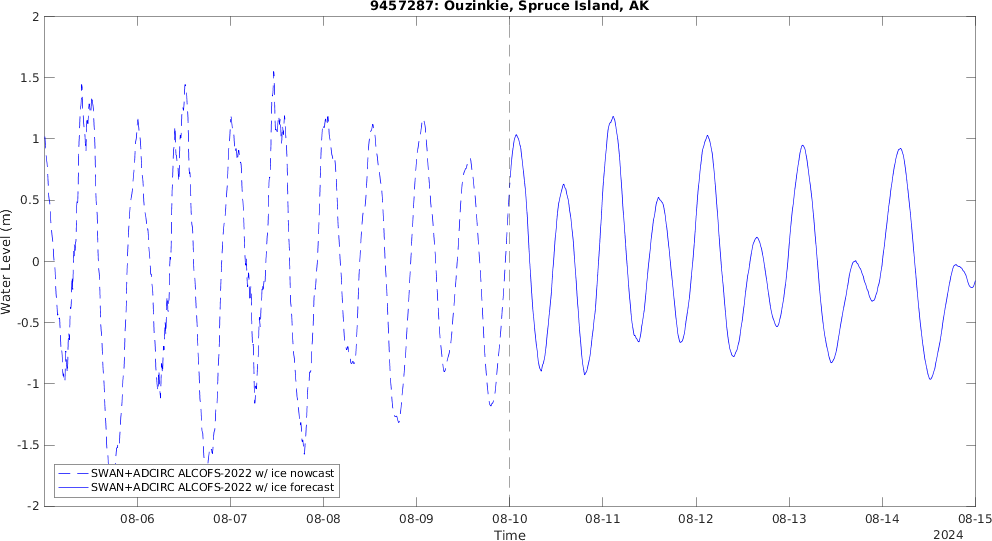 9457287: Ouzinkie, Spruce Island, AK
2
1.5
1
0.5
0
-0.5
-1
-1.5
-2
Water Level (m)
SWAN+ADCIRC ALCOFS-2022 w/ ice nowcast
SWAN+ADCIRC ALCOFS-2022 w/ ice forecast
08-06 08-07 08-08 08-09 08-10 08-11 08-12 08-13 08-14 08-15
Time
2024